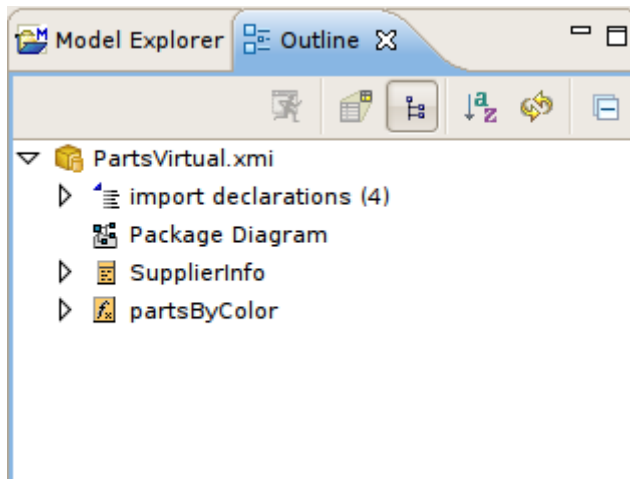 Model Explorer Outline
PartsVirtual.xmi
import declarations (4)
Package Diagram
SupplierInfo
partsByColor